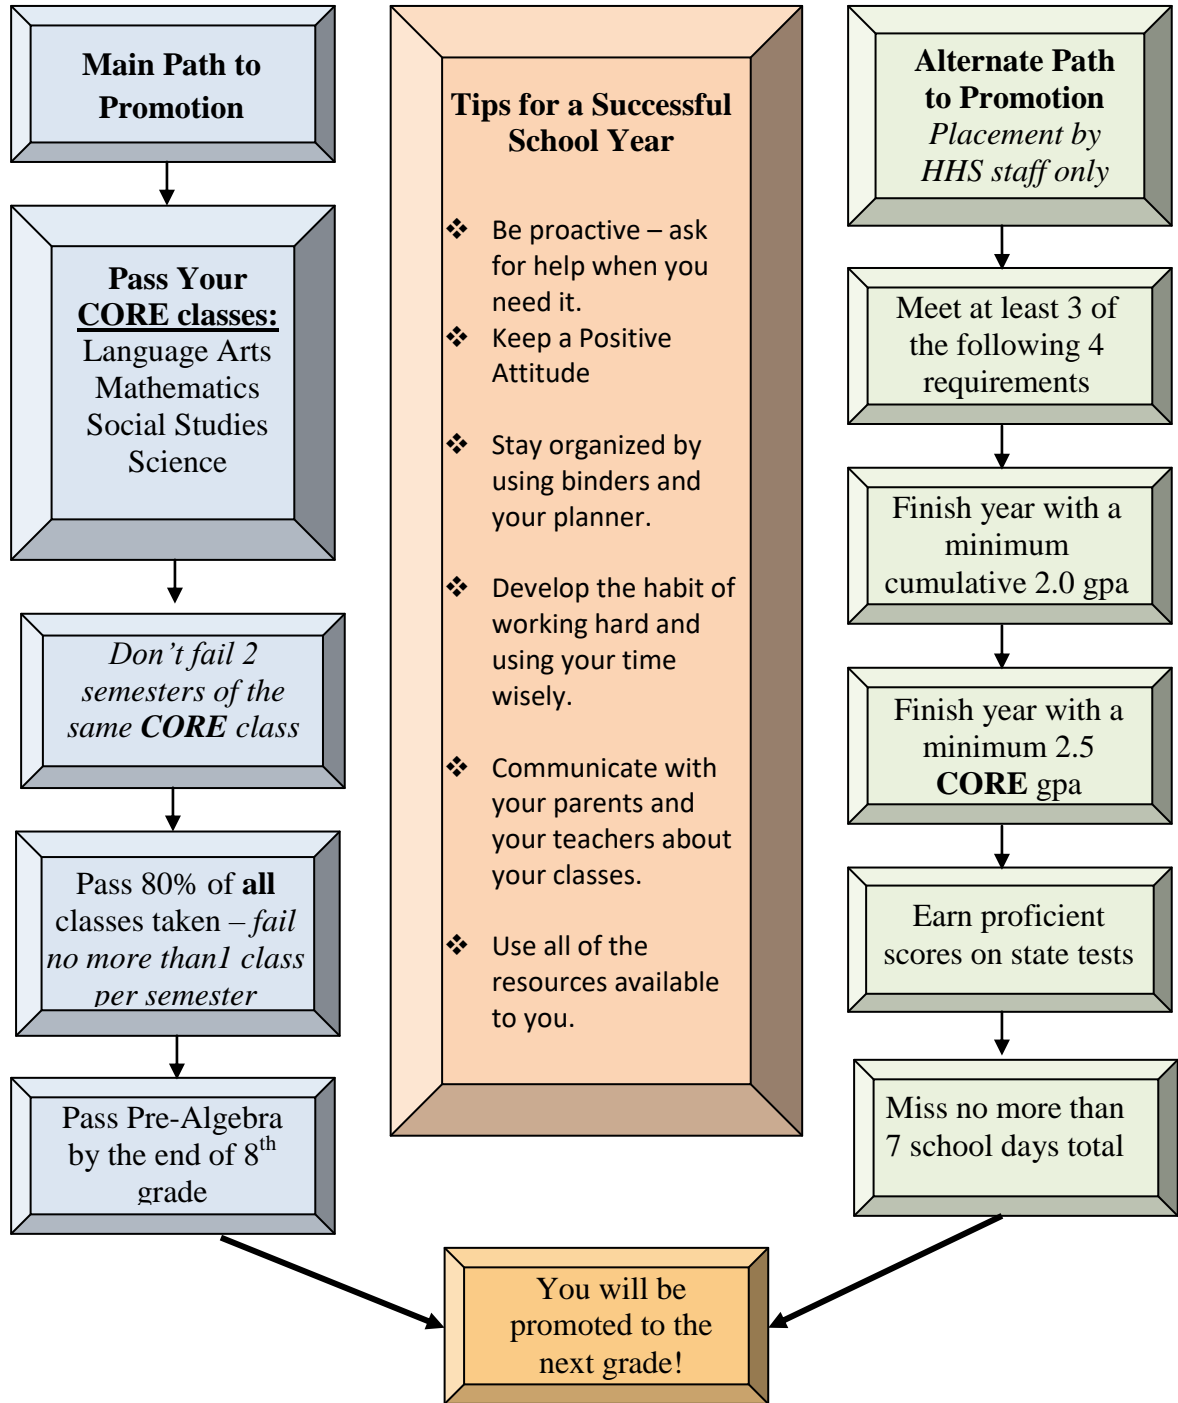 Main Path to
Promotion
Pass Your
CORE classes:
Language Arts
Mathematics
Social Studies
Science
Don’t fail 2
semesters of the
same CORE class
Pass 80% of all
classes taken – fail
no more than1 class
per semester
Pass Pre-Algebra
by the end of 8th
grade
Tips for a Successful
School Year
❖ Be proactive – ask
for help when you
need it.
❖ Keep a Positive
Attitude
❖ Stay organized by
using binders and
your planner.
❖ Develop the habit of
working hard and
using your time
wisely.
❖ Communicate with
your parents and
your teachers about
your classes.
❖ Use all of the
resources available
to you.
Alternate Path
to Promotion
Placement by
HHS staff only
Meet at least 3 of
the following 4
requirements
Finish year with a
minimum
cumulative 2.0 gpa
Finish year with a
minimum 2.5
CORE gpa
Earn proficient
scores on state tests
Miss no more than
7 school days total
You will be
promoted to the
next grade!